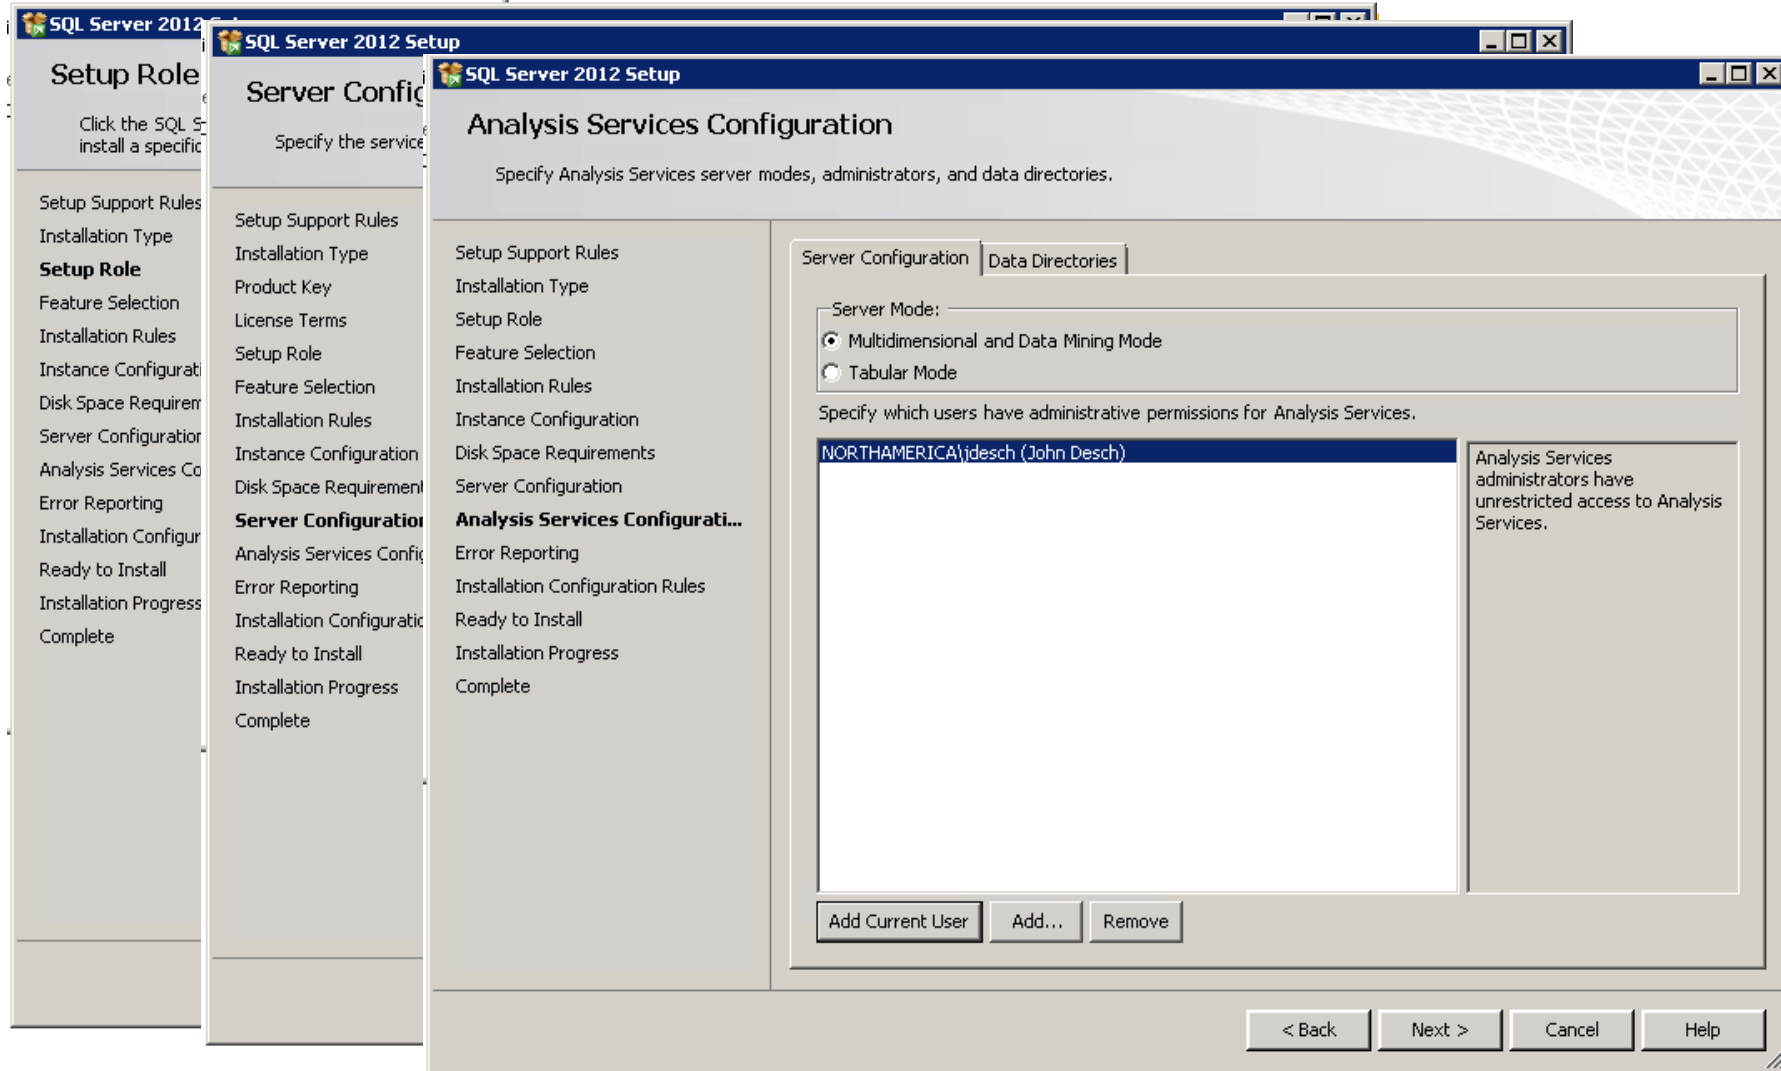 SQL Server 2012
Setup Role
Click the SQL S
install a specific
Setup Support Rules
Installation Type
Setup Role
Feature Selection
Installation Rules
Instance Configurati
Disk Space Requirem
Server Configuration
Analysis Services Co
Error Reporting
Installation Configur
Ready to Install
Installation Progress
Complete
SQL Server 2012 Setup
Server Config
Specify the service
Setup Support Rules
Installation Type
Product Key
License Terms
Setup Role
Feature Selection
Installation Rules
Instance Configuration
Disk Space Requirement
Server Configuration
Analysis Services Config
Error Reporting
Installation Configuratio
Ready to Install
Installation Progress
Complete
SQL Server 2012 Setup
Analysis Services Configuration
Specify Analysis Services server modes, administrators, and data directories.
Setup Support Rules
Installation Type
Setup Role
Feature Selection
Installation Rules
Instance Configuration
Disk Space Requirements
Server Configuration
Analysis Services Configurati...
Error Reporting
Installation Configuration Rules
Ready to Install
Installation Progress
Complete
Server Configuration
Data Directories
Server Mode:
Multidimensional and Data Mining Mode
Tabular Mode
Specify which users have administrative permissions for Analysis Services.
NORTHAMERICA\jdesch (John Desch)
Analysis Services
administrators have
unrestricted access to Analysis
Services.
Add Current User
Add...
Remove
< Back
Next >
Cancel
Help